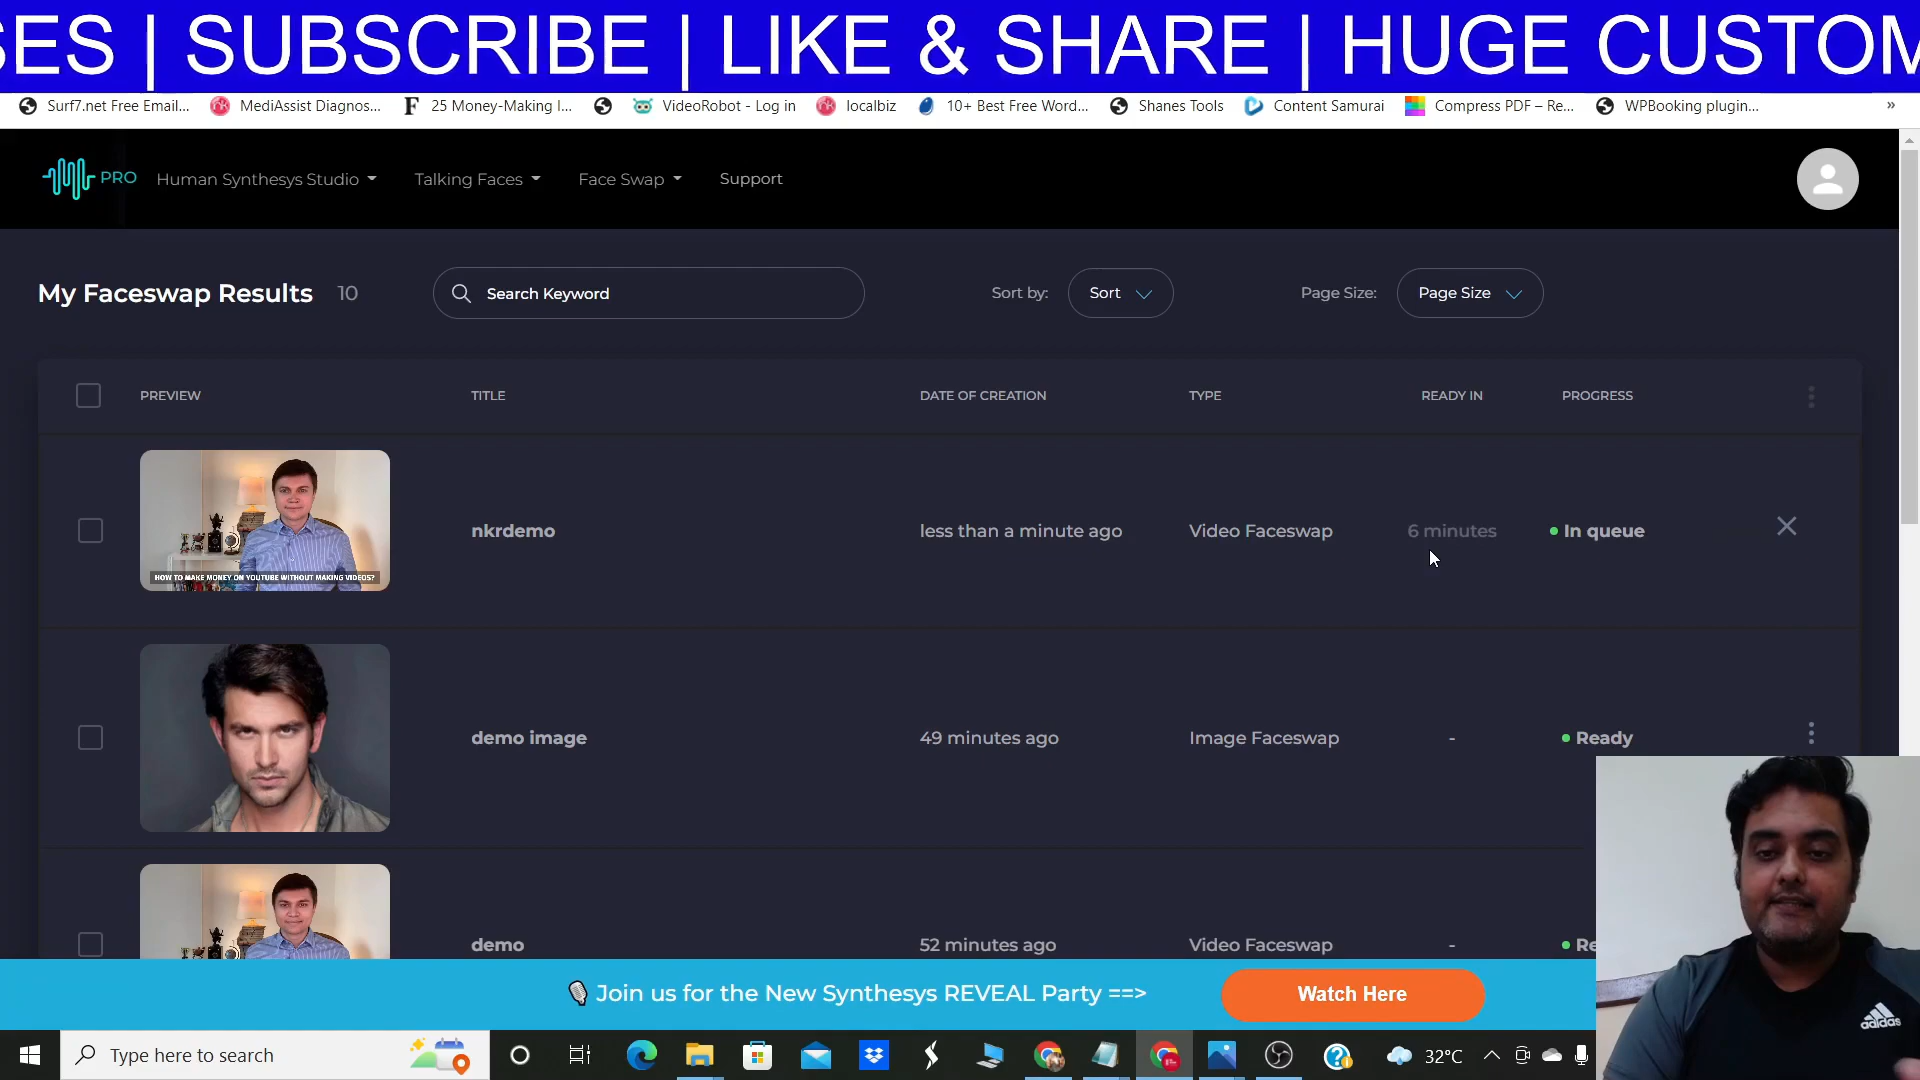 SES | SUBSCRIBE | LIKE & SHARE | HUGE CUSTOM
Surf7.net Free Email... MediAssist Diagnos... 25 Money-Making I... VideoRobot - Log in localbiz 10+ Best Free Word... Shanes Tools Content Samurai Compress PDF – Re... WPBooking plugin... »
PRO Human Synthesys Studio Talking Faces Face Swap Support
My Faceswap Results 10 Search Keyword Sort by: Sort Page Size: Page Size
PREVIEW TITLE DATE OF CREATION TYPE READY IN PROGRESS
nkrdemo less than a minute ago Video Faceswap 6 minutes In queue
HOW TO MAKE MONEY ON YOUTUBE WITHOUT MAKING VIDEOS?
demo image 49 minutes ago Image Faceswap - Ready
demo 52 minutes ago Video Faceswap - Re
Join us for the New Synthesys REVEAL Party ==> Watch Here
adidas
Type here to search 32°C